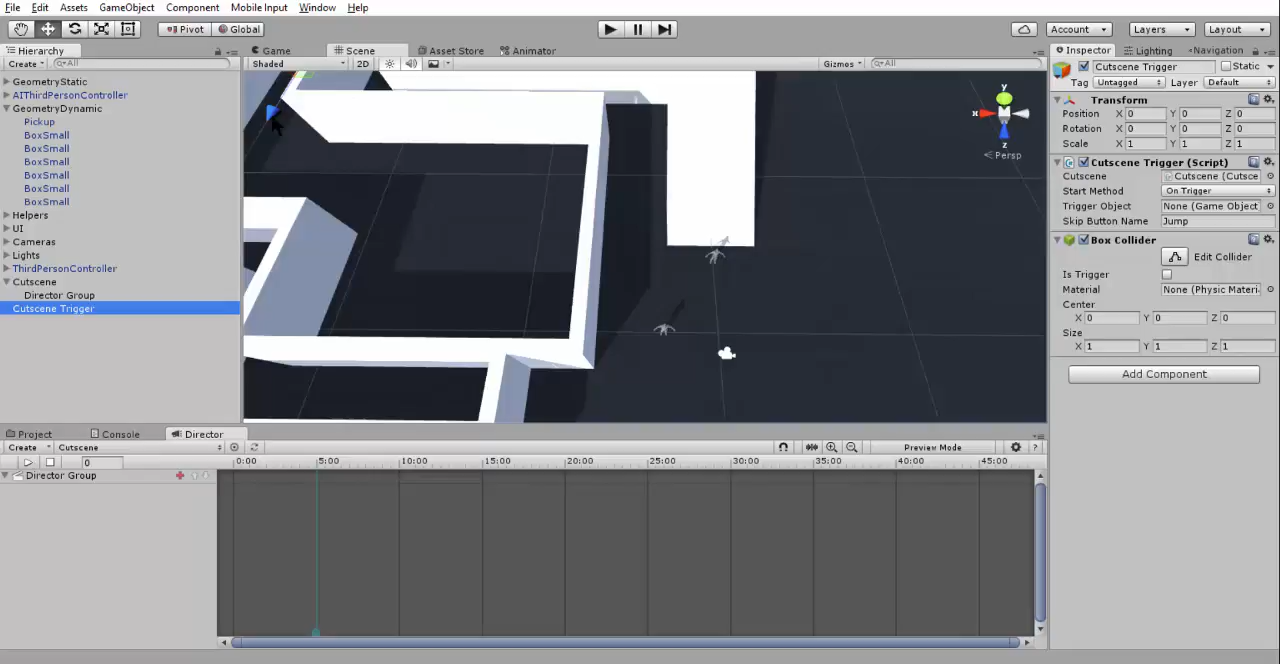 File Edit Assets GameObject Component Mobile Input Window Help
Pivot Global Account Layers Layout
Hierarchy Game Scene Asset Store Animator Inspector Lighting Navigation
Create All Shaded 2D Gizmos All Cutscene Trigger Static
Tag Untagged Layer Default
GeometryStatic
AIThirdPersonController
GeometryDynamic
Pickup
BoxSmall
BoxSmall
BoxSmall
BoxSmall
BoxSmall
BoxSmall
Helpers
UI
Cameras
Lights
ThirdPersonController
Cutscene
Director Group
Cutscene Trigger
y
x
z
Persp
Transform
Position X 0 Y 0 Z 0
Rotation X 0 Y 0 Z 0
Scale X 1 Y 1 Z 1
Cutscene Trigger (Script)
Cutscene Cutscene (Cutsce
Start Method On Trigger
Trigger Object None (Game Object
Skip Button Name Jump
Box Collider
Edit Collider
Is Trigger
Material None (Physic Materi
Center
X 0 Y 0 Z 0
Size
X 1 Y 1 Z 1
Add Component
Project Console Director
Create Cutscene Preview Mode ?
0 0:00 5:00 10:00 15:00 20:00 25:00 30:00 35:00 40:00 45:00
Director Group